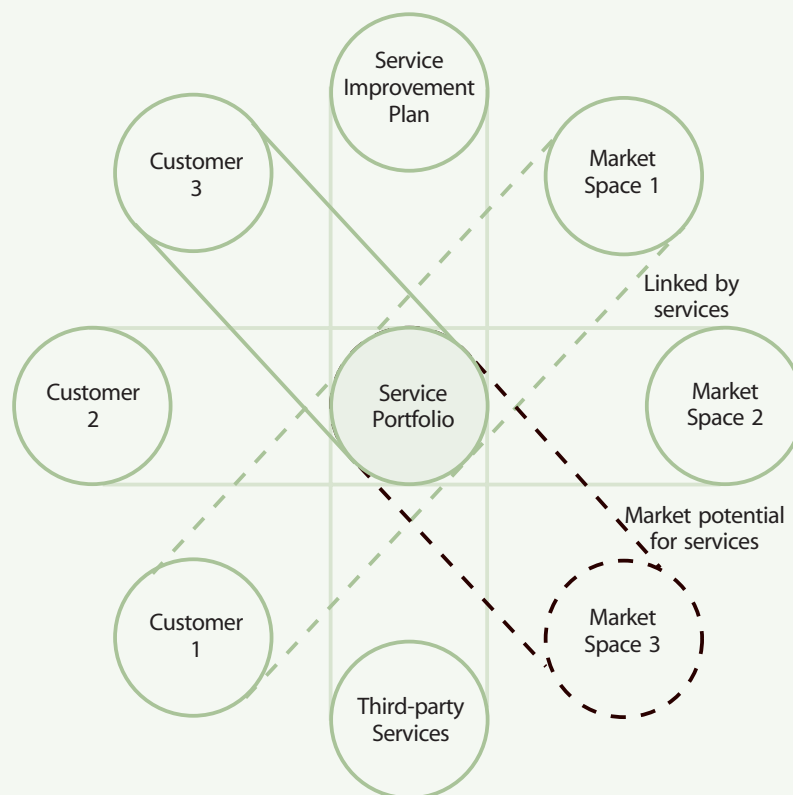 Service
Improvement
Plan
Customer
3
Market
Space 1
Linked by
services
Customer
2
Service
Portfolio
Market
Space 2
Market potential
for services
Customer
1
Market
Space 3
Third-party
Services